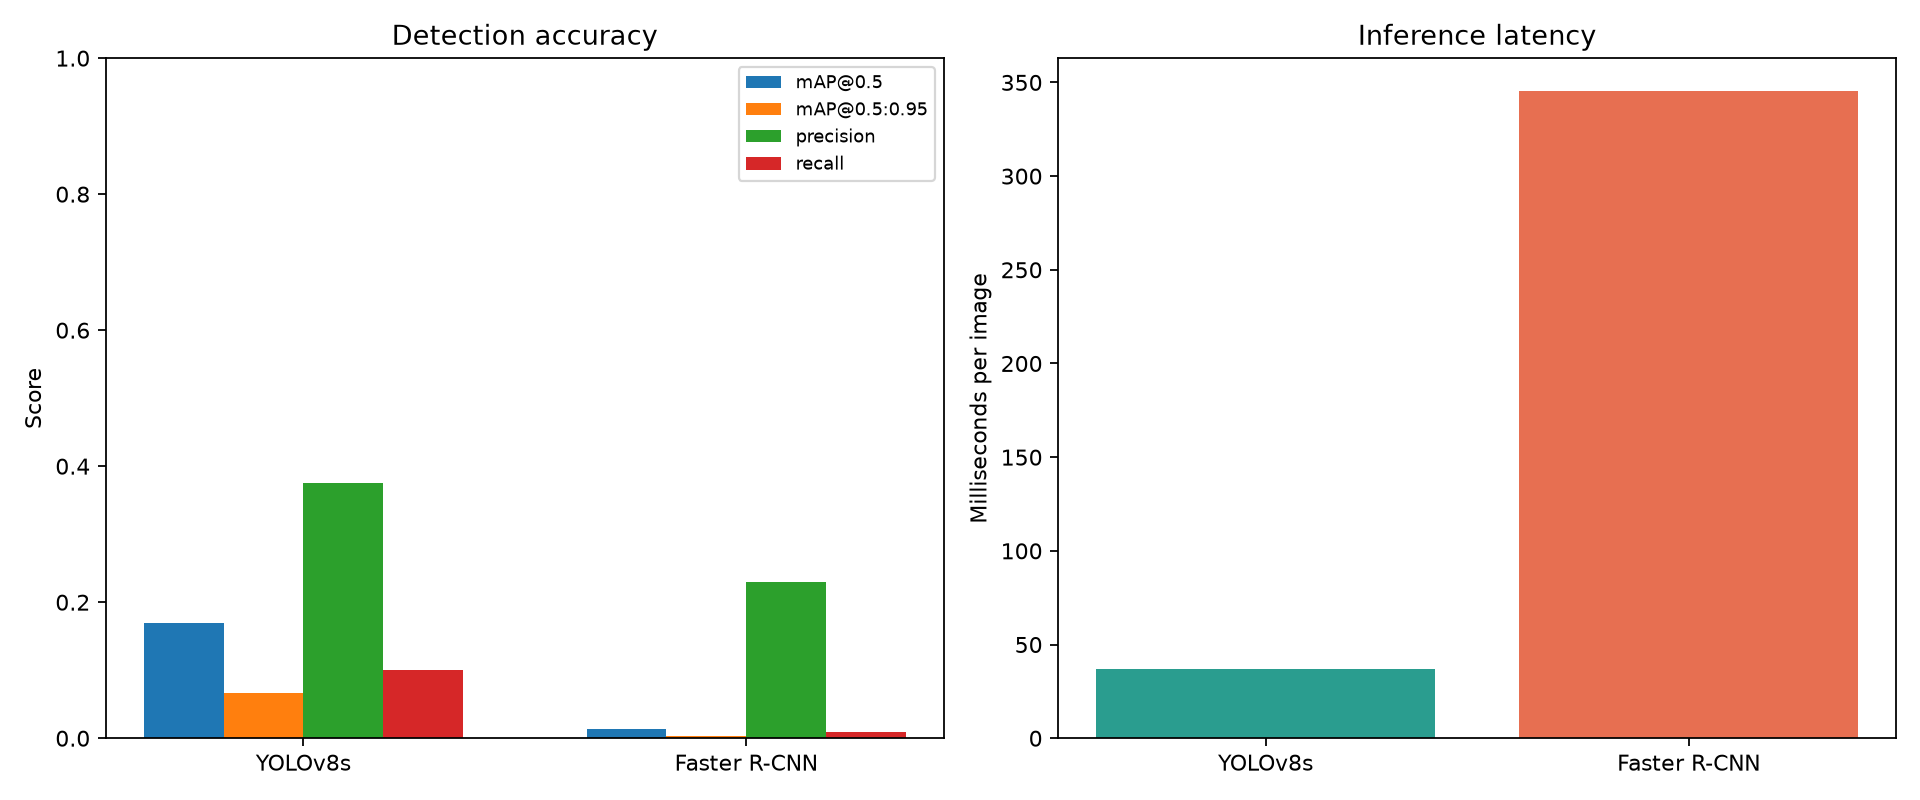 Detection accuracy
1.0
0.8
0.6
0.4
0.2
0.0
Score
mAP@0.5
mAP@0.5:0.95
precision
recall
YOLOv8s
Faster R-CNN
Inference latency
350
300
250
200
150
100
50
0
Milliseconds per image
YOLOv8s
Faster R-CNN